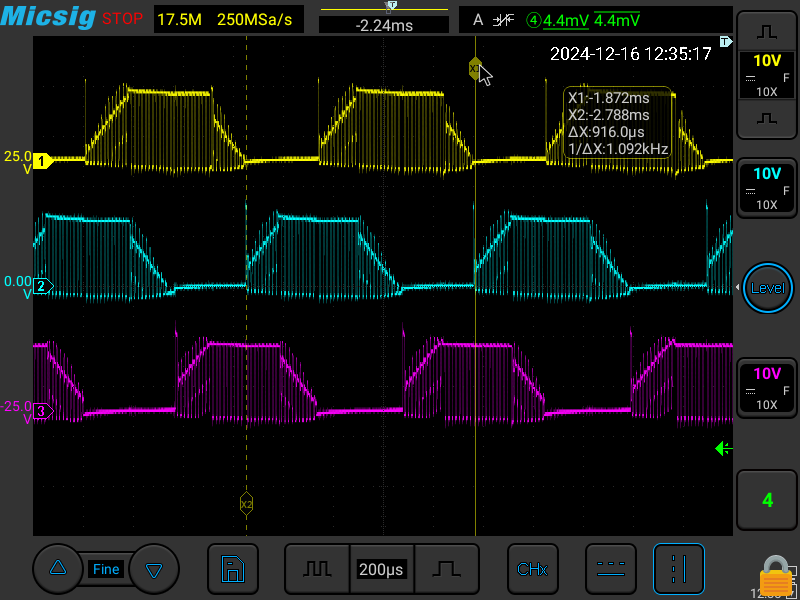 Micsig STOP 17.5M 250MSa/s -2.24ms T A 4 4.4mV 4.4mV
2024-12-16 12:35:17 T
10V
F
10X
X1:-1.872ms
X2:-2.788ms
ΔX:916.0μs
1/ΔX:1.092kHz
25.0 V 1
10V
F
10X
0.00 V 2
Level
10V
F
10X
-25.0 V 3
X2
4
Fine 200μs CHx